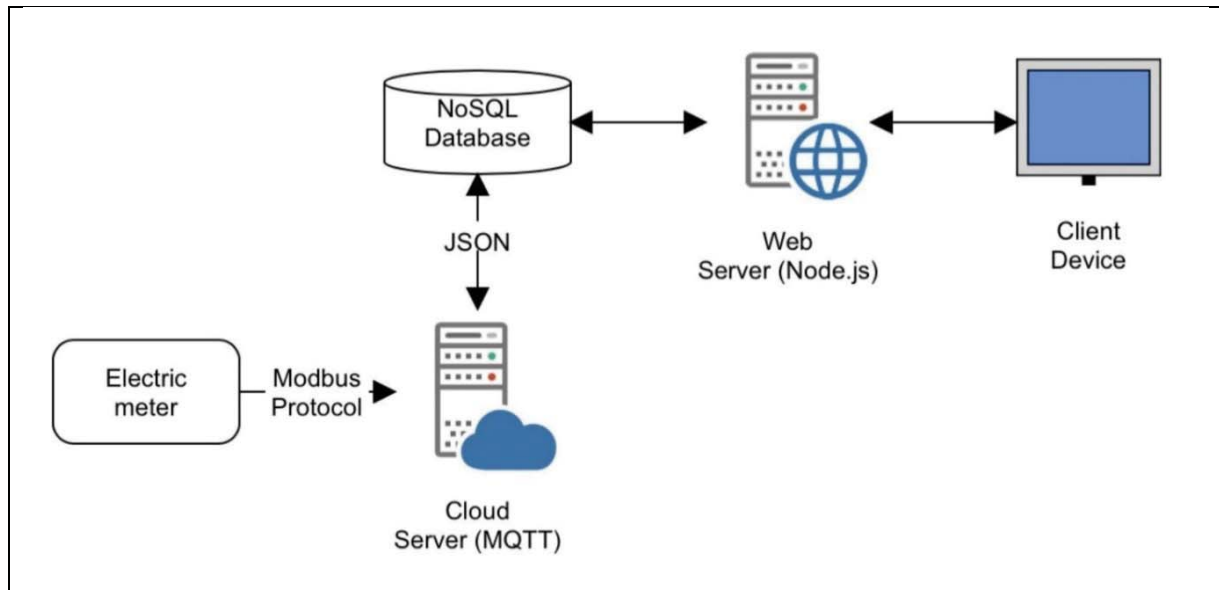 NoSQL
Database
JSON
Web
Server (Node.js)
Client
Device
Electric
meter
Modbus
Protocol
Cloud
Server (MQTT)